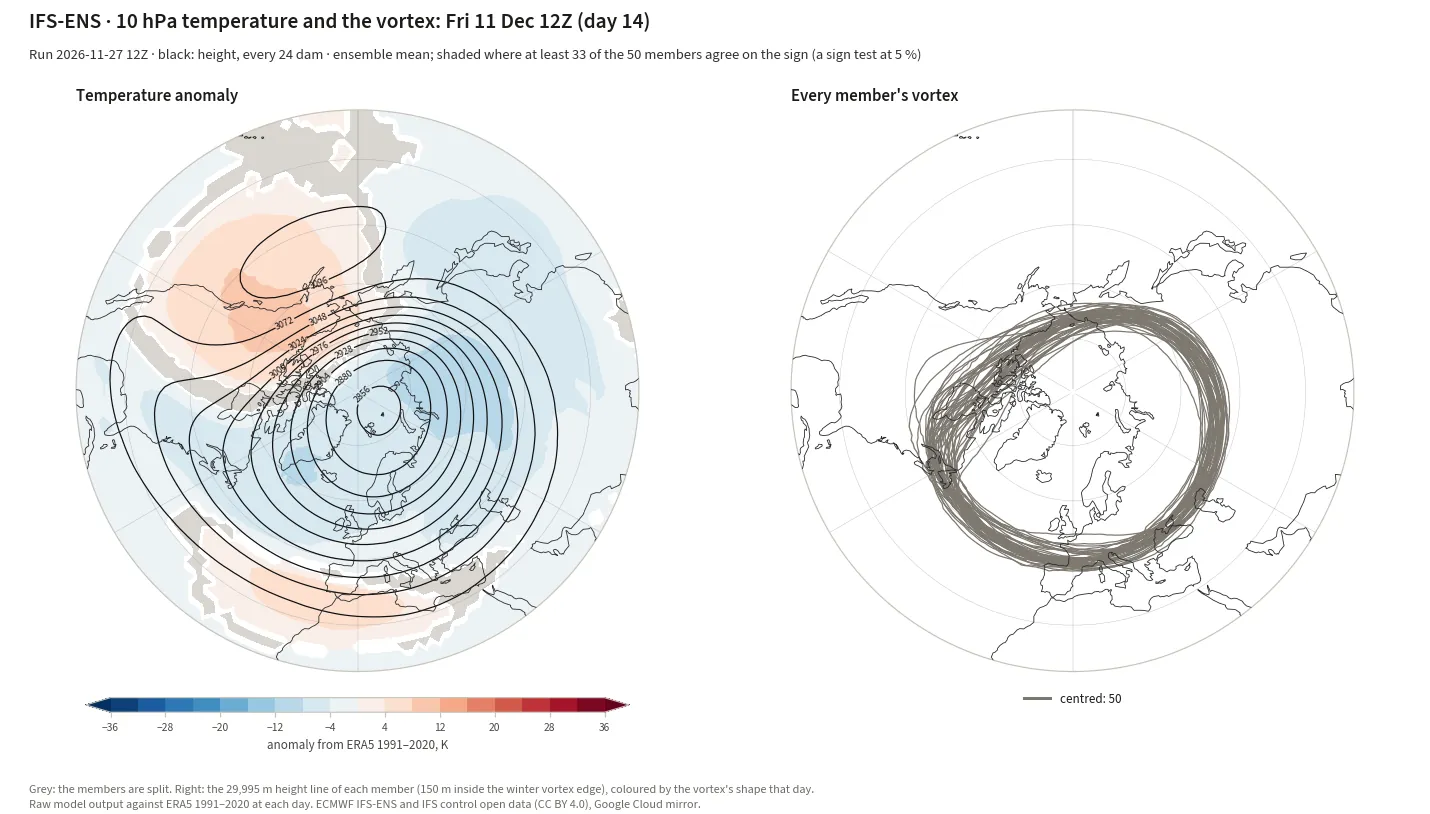 IFS-ENS · 10 hPa temperature and the vortex: Fri 11 Dec 12Z (day 14)
Run 2026-11-27 12Z · black: height, every 24 dam · ensemble mean; shaded where at least 33 of the 50 members agree on the sign (a sign test at 5 %)
Temperature anomaly
Every member's vortex
3096
3072
3048
3024
2976
2952
2928
2880
2856
centred: 50
−36
−28
−20
−12
−4
4
12
20
28
36
anomaly from ERA5 1991–2020, K
Grey: the members are split. Right: the 29,995 m height line of each member (150 m inside the winter vortex edge), coloured by the vortex's shape that day.
Raw model output against ERA5 1991–2020 at each day. ECMWF IFS-ENS and IFS control open data (CC BY 4.0), Google Cloud mirror.